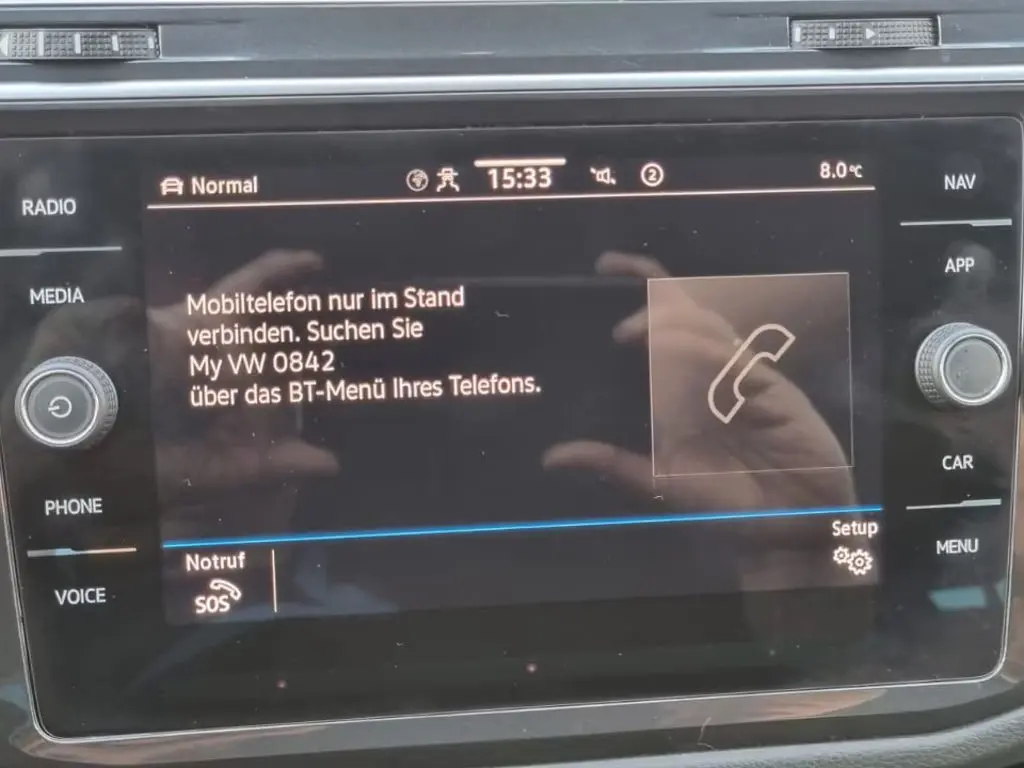 RADIO
MEDIA
PHONE
VOICE
Normal
15:33
2
8.0°C
Mobiltelefon nur im Stand
verbinden. Suchen Sie
My VW 0842
über das BT-Menü Ihres Telefons.
Notruf
SOS
Setup
NAV
APP
CAR
MENU